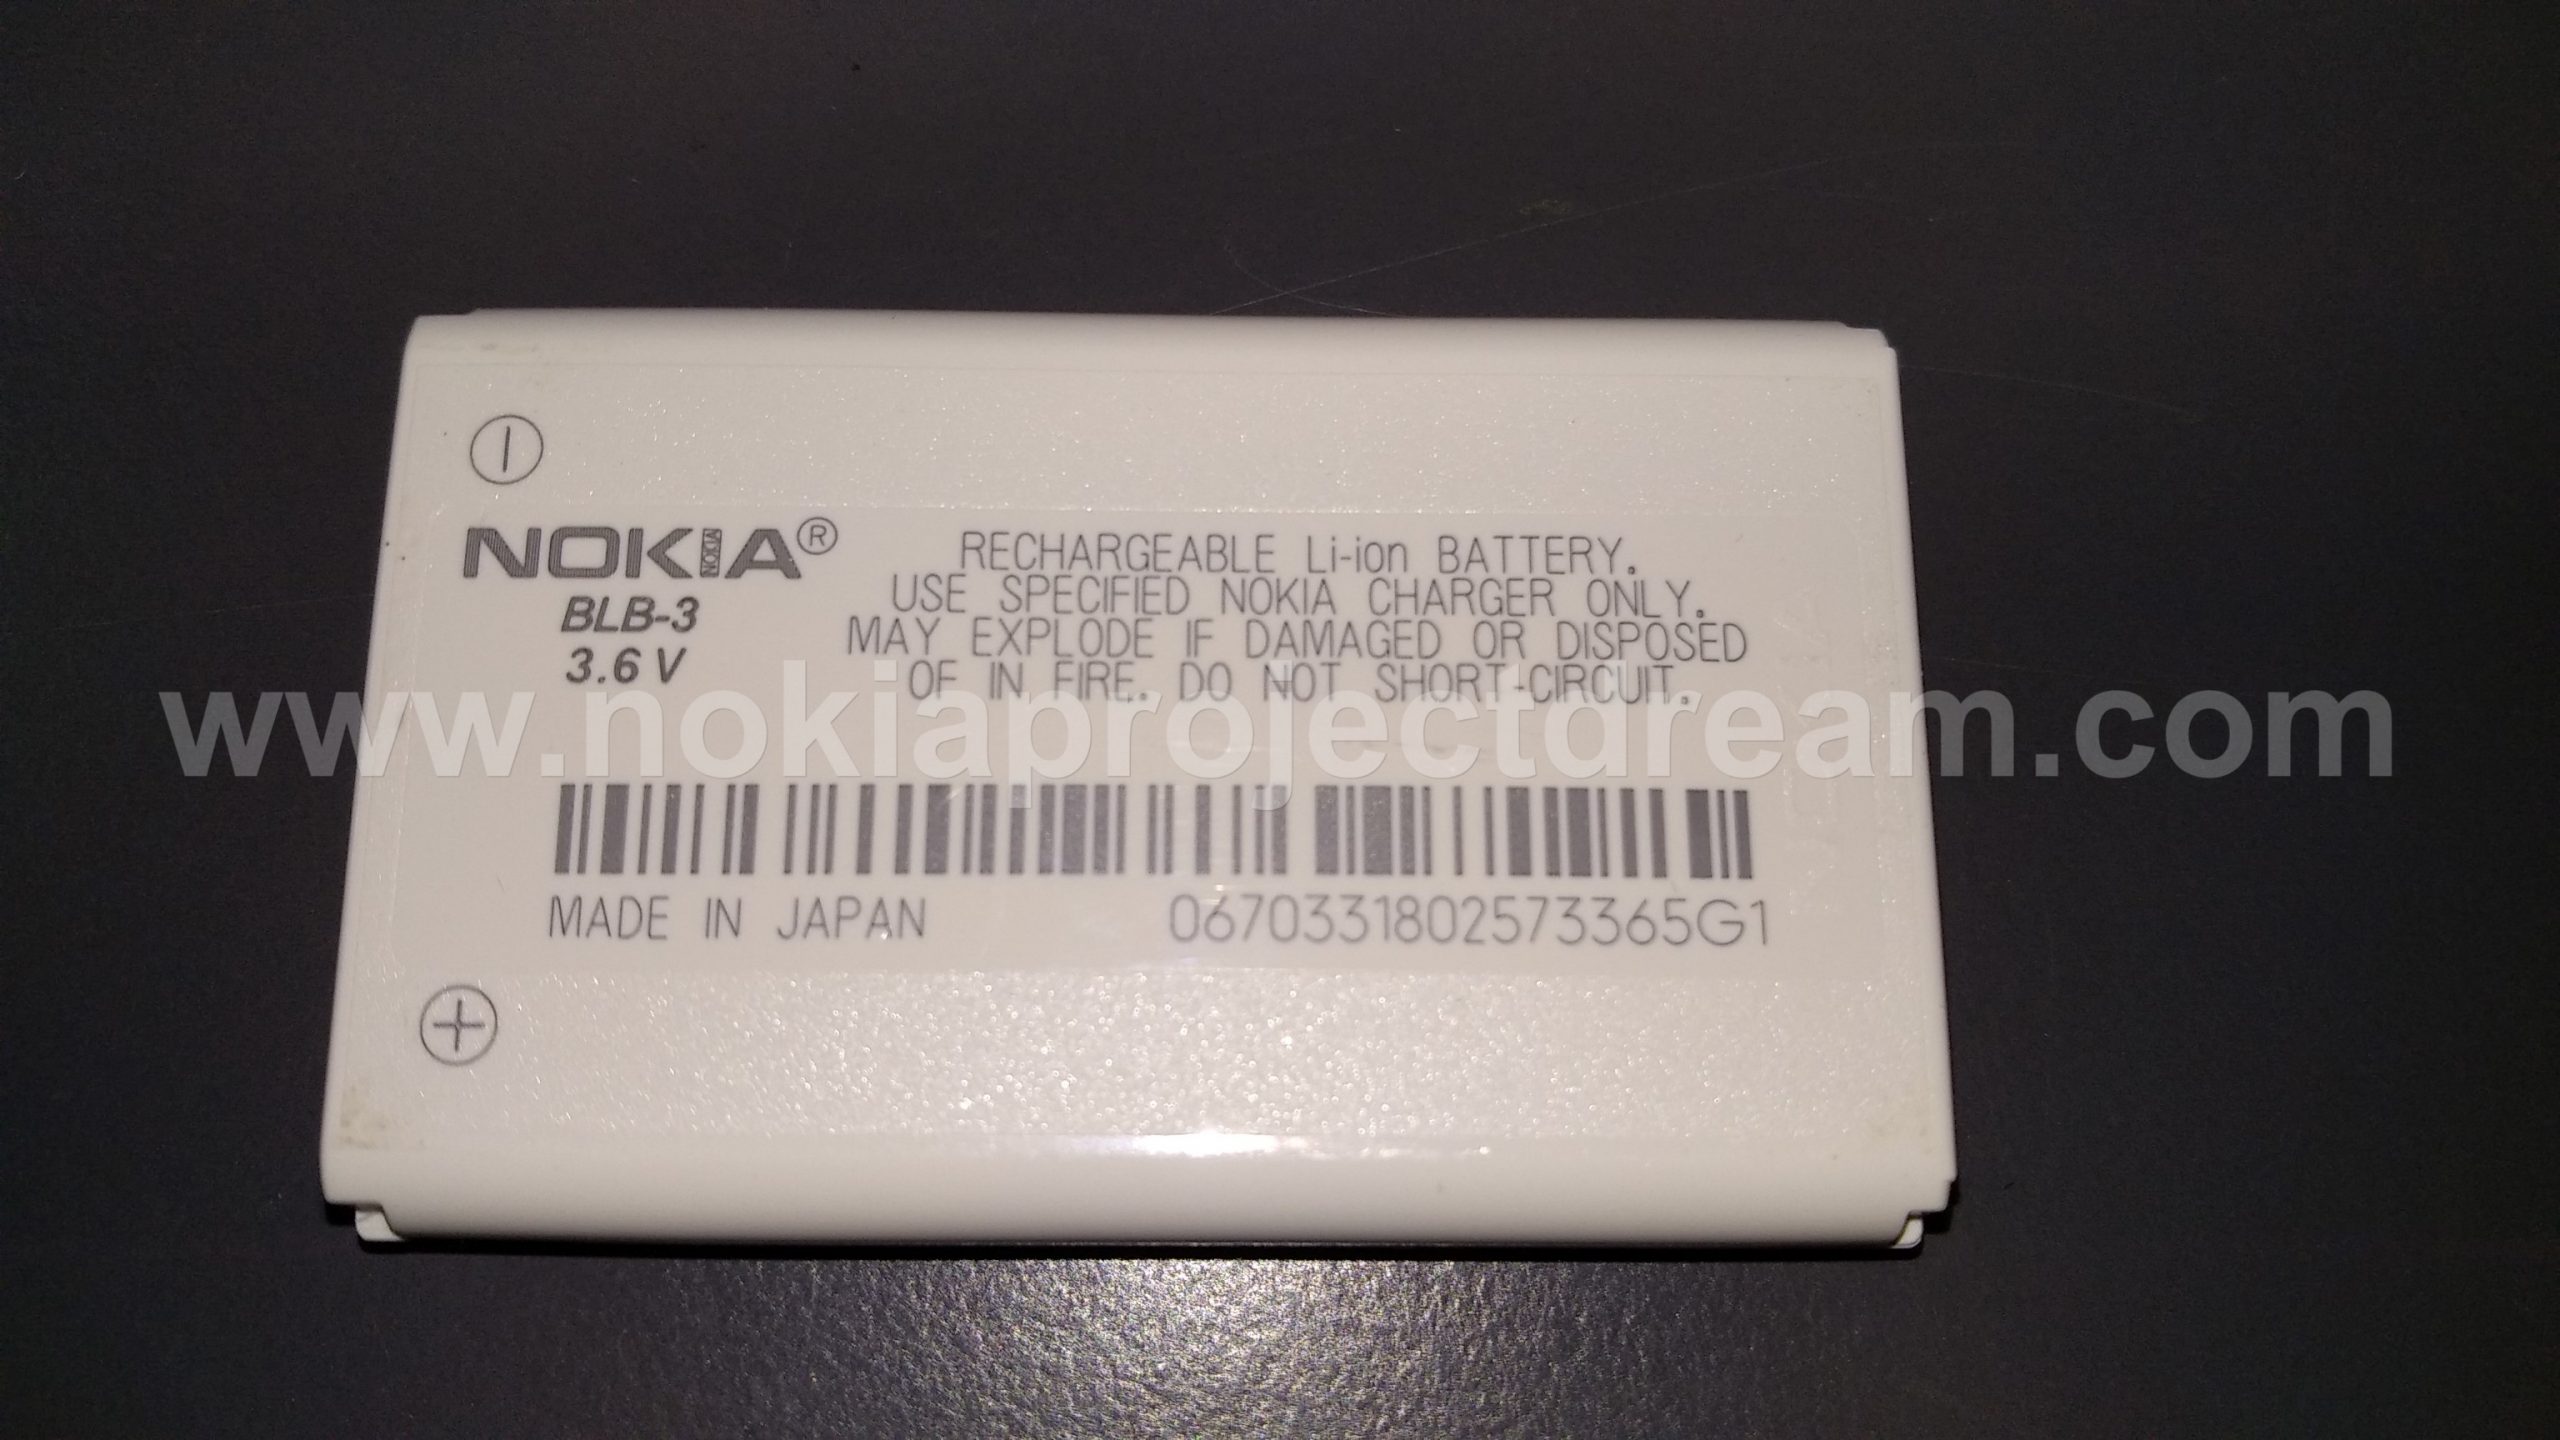 NOKIA®
BLB-3
3.6 V
RECHARGEABLE Li-ion BATTERY.
USE SPECIFIED NOKIA CHARGER ONLY.
MAY EXPLODE IF DAMAGED OR DISPOSED
OF IN FIRE. DO NOT SHORT-CIRCUIT.
www.nokiaprojectdream.com
MADE IN JAPAN
0670331802573365G1